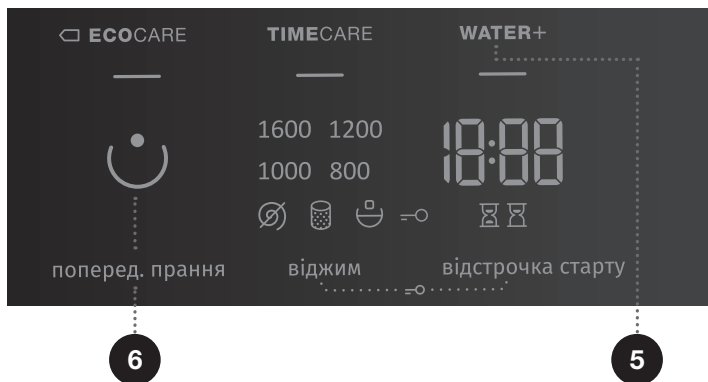 ECOCARE TIMECARE WATER+
1600 1200
1000 800
18:88
поперед. прання віджим відстрочка старту
6 5